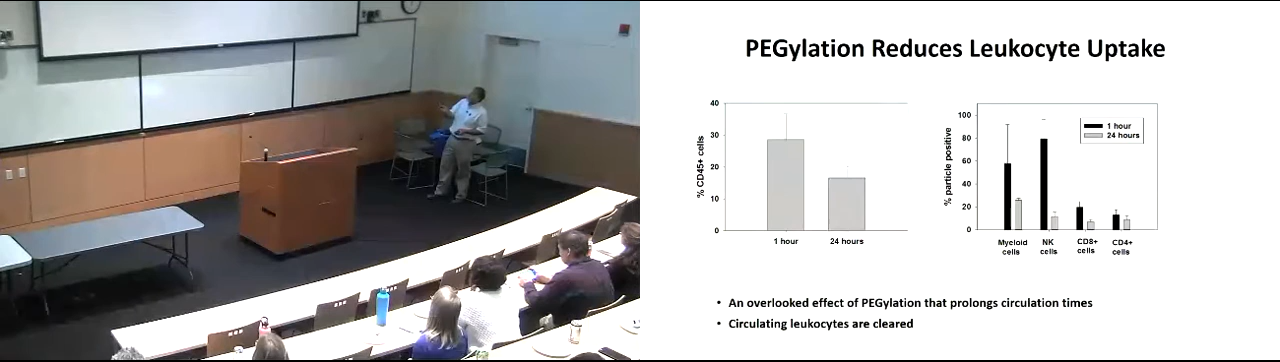 PEGylation Reduces Leukocyte Uptake
% CD45+ cells
40
30
20
10
0
1 hour
24 hours
% particle positive
100
80
60
40
20
0
1 hour
24 hours
Myeloid cells
NK cells
CD8+ cells
CD4+ cells
• An overlooked effect of PEGylation that prolongs circulation times
• Circulating leukocytes are cleared